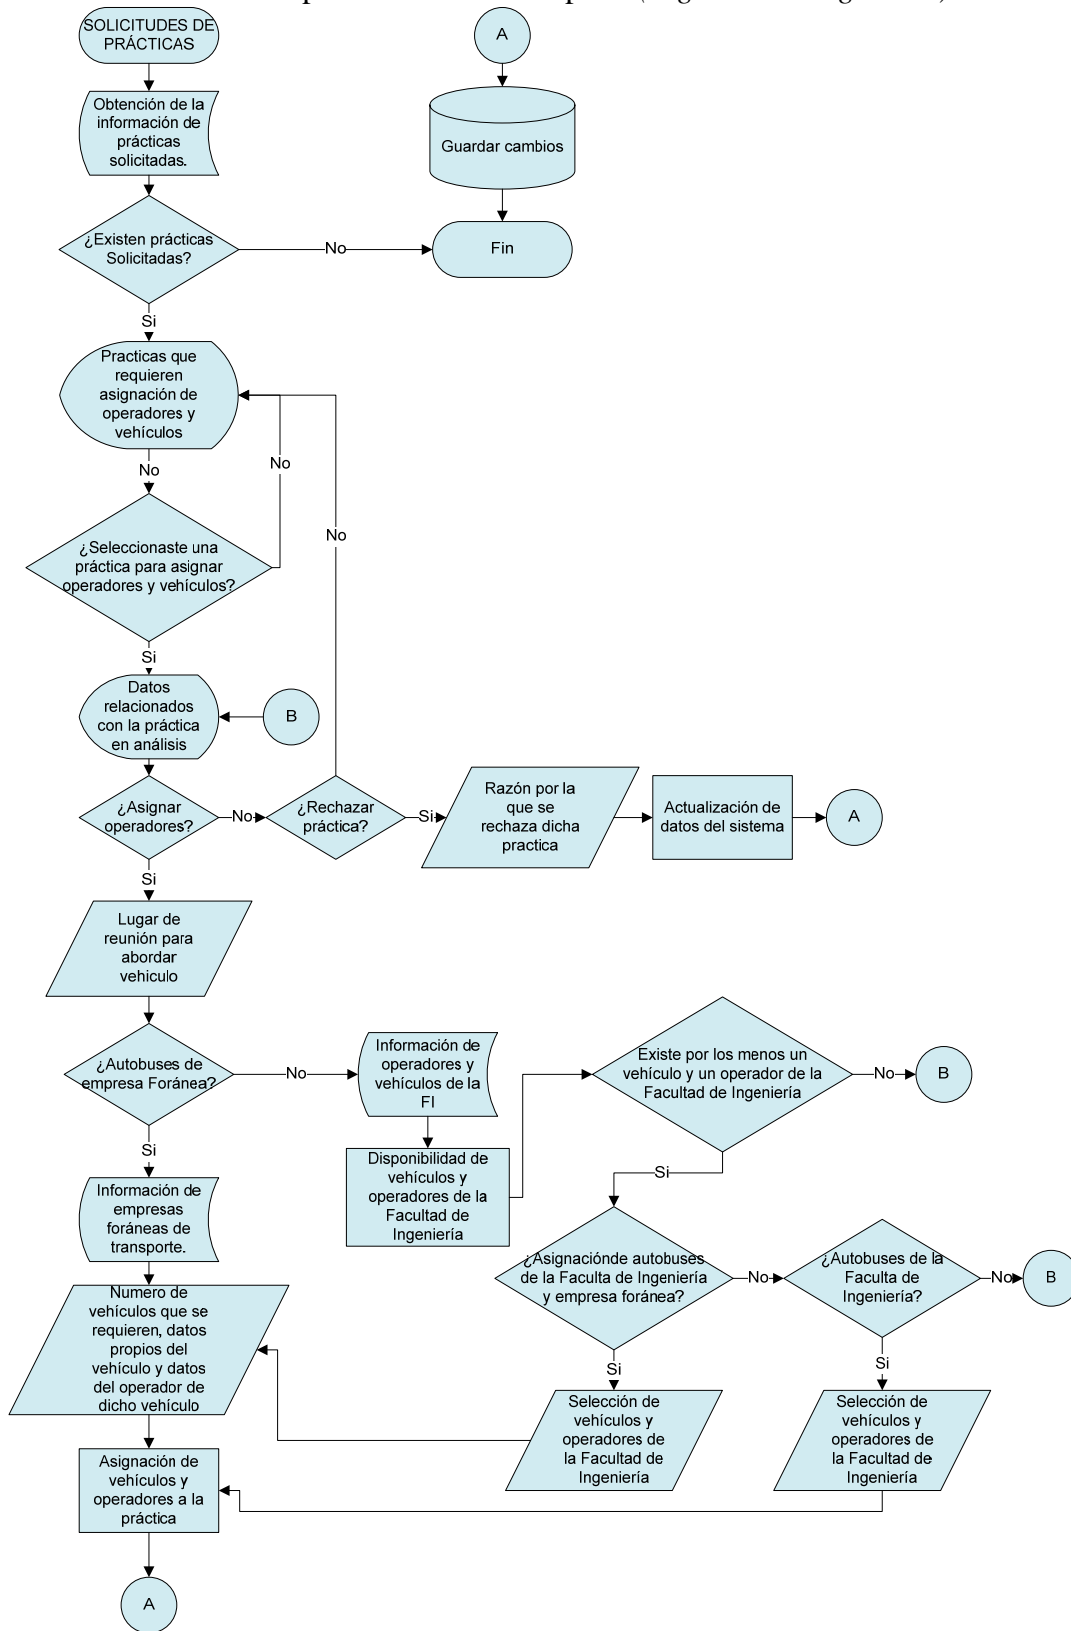 SOLICITUDES DE
PRÁCTICAS
A
Obtención de la
información de
prácticas
solicitadas.
Guardar cambios
¿Existen prácticas
Solicitadas?
No
Fin
Si
Practicas que
requieren
asignación de
operadores y
vehículos
No
No
No
¿Seleccionaste una
práctica para asignar
operadores y vehículos?
Si
Datos
relacionados
con la práctica
en análisis
B
¿Asignar
operadores?
No
¿Rechazar
práctica?
Si
Razón por la
que se
rechaza dicha
practica
Actualización de
datos del sistema
A
Si
Lugar de
reunión para
abordar
vehiculo
¿Autobuses de
empresa Foránea?
No
Información de
operadores y
vehículos de la
FI
Existe por los menos un
vehículo y un operador de la
Facultad de Ingeniería
No
B
Si
Disponibilidad de
vehículos y
operadores de la
Facultad de
Ingeniería
Si
Información de
empresas
foráneas de
transporte.
¿Asignaciónde autobuses
de la Faculta de Ingeniería
y empresa foránea?
No
¿Autobuses de la
Faculta de
Ingeniería?
No
B
Numero de
vehículos que se
requieren, datos
propios del
vehículo y datos
del operador de
dicho vehículo
Si
Si
Selección de
vehículos y
operadores de
la Facultad de
Ingeniería
Selección de
vehículos y
operadores de
la Facultad de
Ingeniería
Asignación de
vehículos y
operadores a la
práctica
A